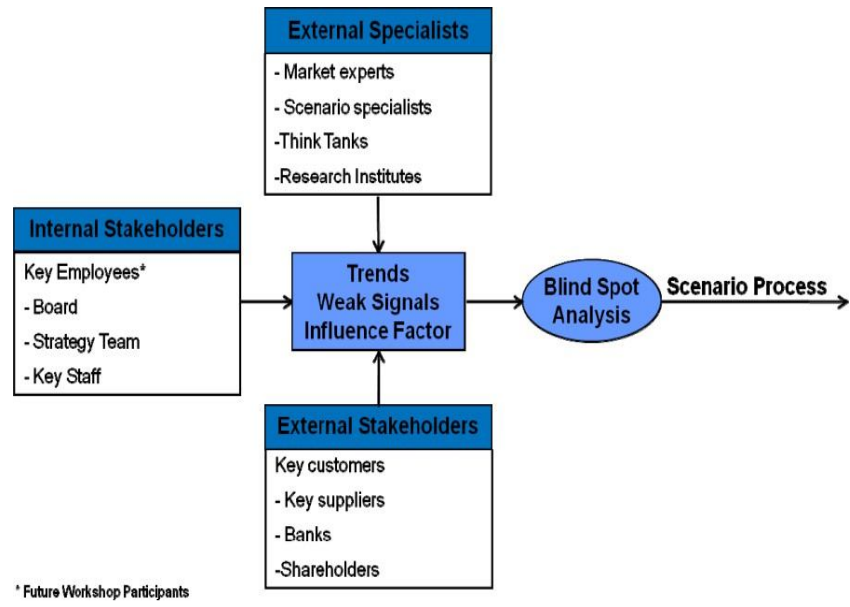 External Specialists
- Market experts
- Scenario specialists
-Think Tanks
-Research Institutes
Internal Stakeholders
Key Employees*
- Board
- Strategy Team
- Key Staff
Trends
Weak Signals
Influence Factor
Blind Spot
Analysis
Scenario Process
External Stakeholders
Key customers
- Key suppliers
- Banks
-Shareholders
* Future Workshop Participants